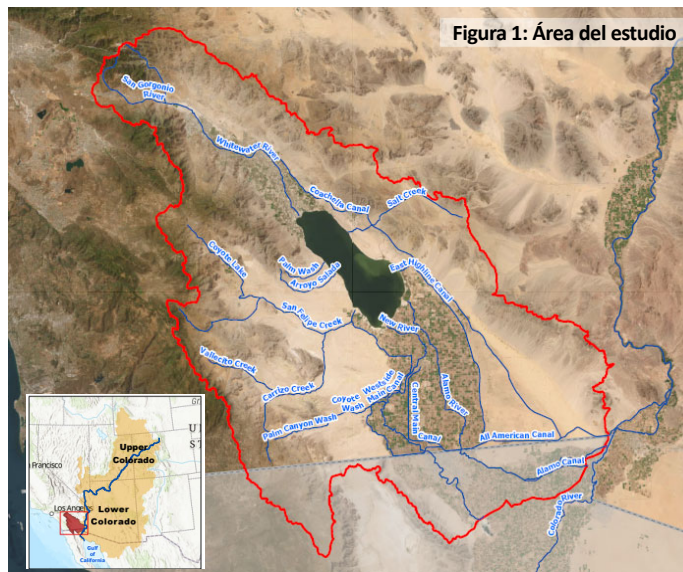 Figura 1: Área del estudio
San Gorgonio
River
Whitewater River
Coachella Canal
Salt Creek
Coyote Lake
Palm Wash
Arroyo Salada
East Highline Canal
San Felipe Creek
New River
Vallecito Creek
Carrizo Creek
Coyote
Wash
Westside
Main Canal
Palm Canyon Wash
Central Main
Canal
Alamo River
All American Canal
Alamo Canal
Colorado River
Upper
Colorado
Francisco
Los Angeles
Lower
Colorado
Gulf
of
California